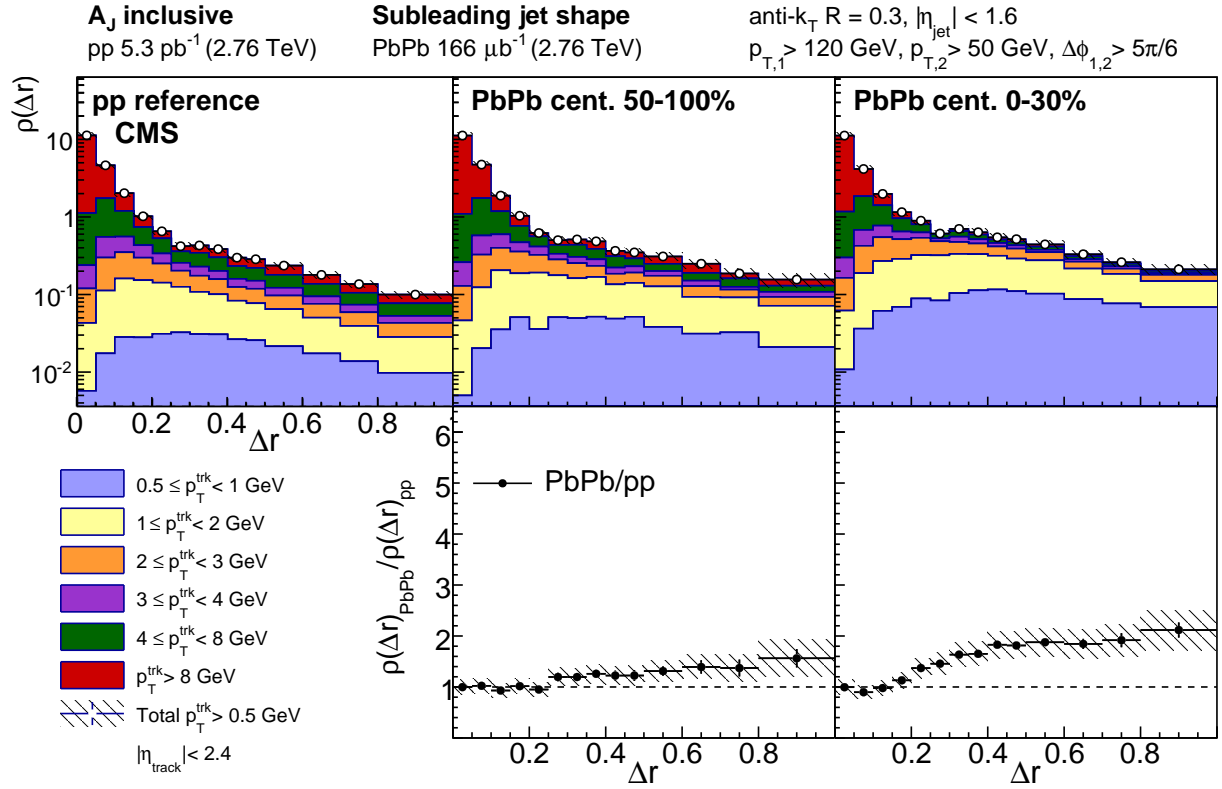 A_J inclusive
pp 5.3 pb^-1 (2.76 TeV)
Subleading jet shape
PbPb 166 μb^-1 (2.76 TeV)
anti-k_T R = 0.3, |η_jet| < 1.6
p_T,1 > 120 GeV, p_T,2 > 50 GeV, Δϕ_1,2 > 5π/6
pp reference
CMS
PbPb cent. 50-100%
PbPb cent. 0-30%
ρ(Δr)
10
1
10^-1
10^-2
0 0.2 0.4 0.6 0.8
Δr
0.5 ≤ p_T^trk < 1 GeV
1 ≤ p_T^trk < 2 GeV
2 ≤ p_T^trk < 3 GeV
3 ≤ p_T^trk < 4 GeV
4 ≤ p_T^trk < 8 GeV
p_T^trk > 8 GeV
Total p_T^trk > 0.5 GeV
|η_track| < 2.4
ρ(Δr)_PbPb/ρ(Δr)_pp
6
5
4
3
2
1
PbPb/pp
0.2 0.4 0.6 0.8
Δr
0.2 0.4 0.6 0.8
Δr